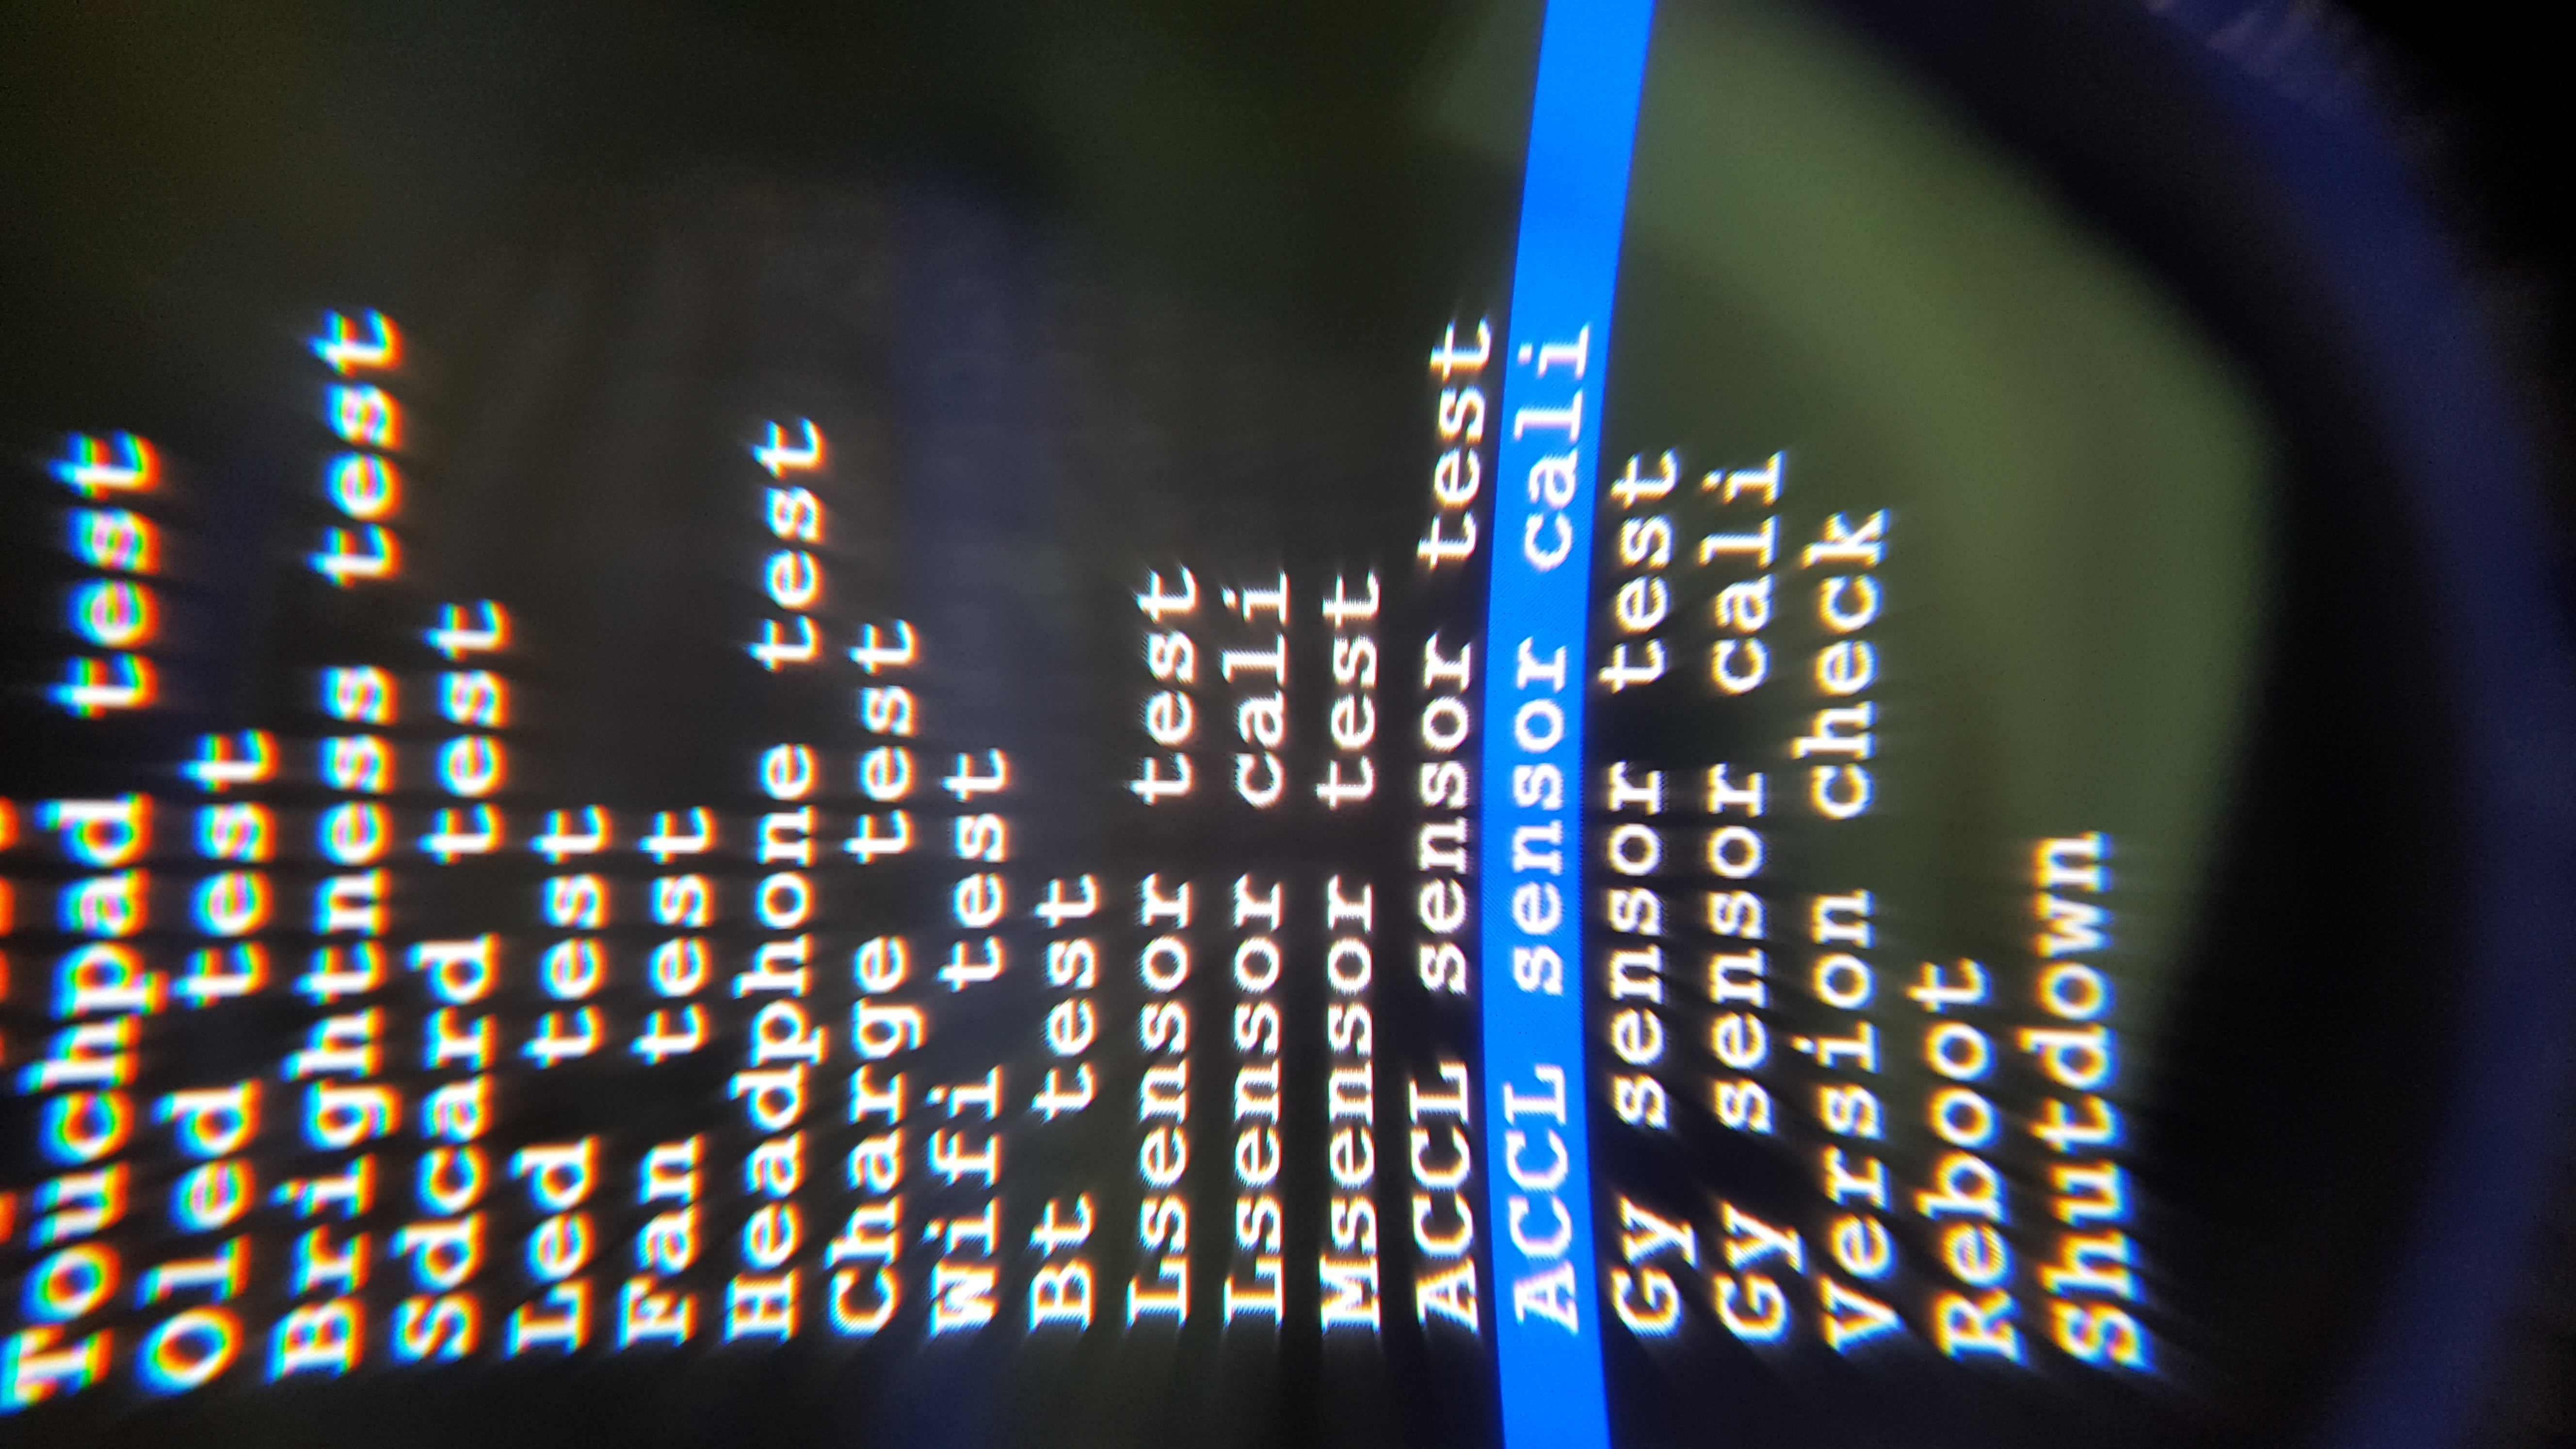 Touchpad test
Oled test
Brightness test
Sdcard test
Led test
Fan test
Headphone test
Charge test
Wifi test
Bt test
Lsensor test
Lsensor cali
Msensor test
ACCL sensor test
ACCL sensor cali
Gy sensor test
Gy sensor cali
Version check
Reboot
Shutdown